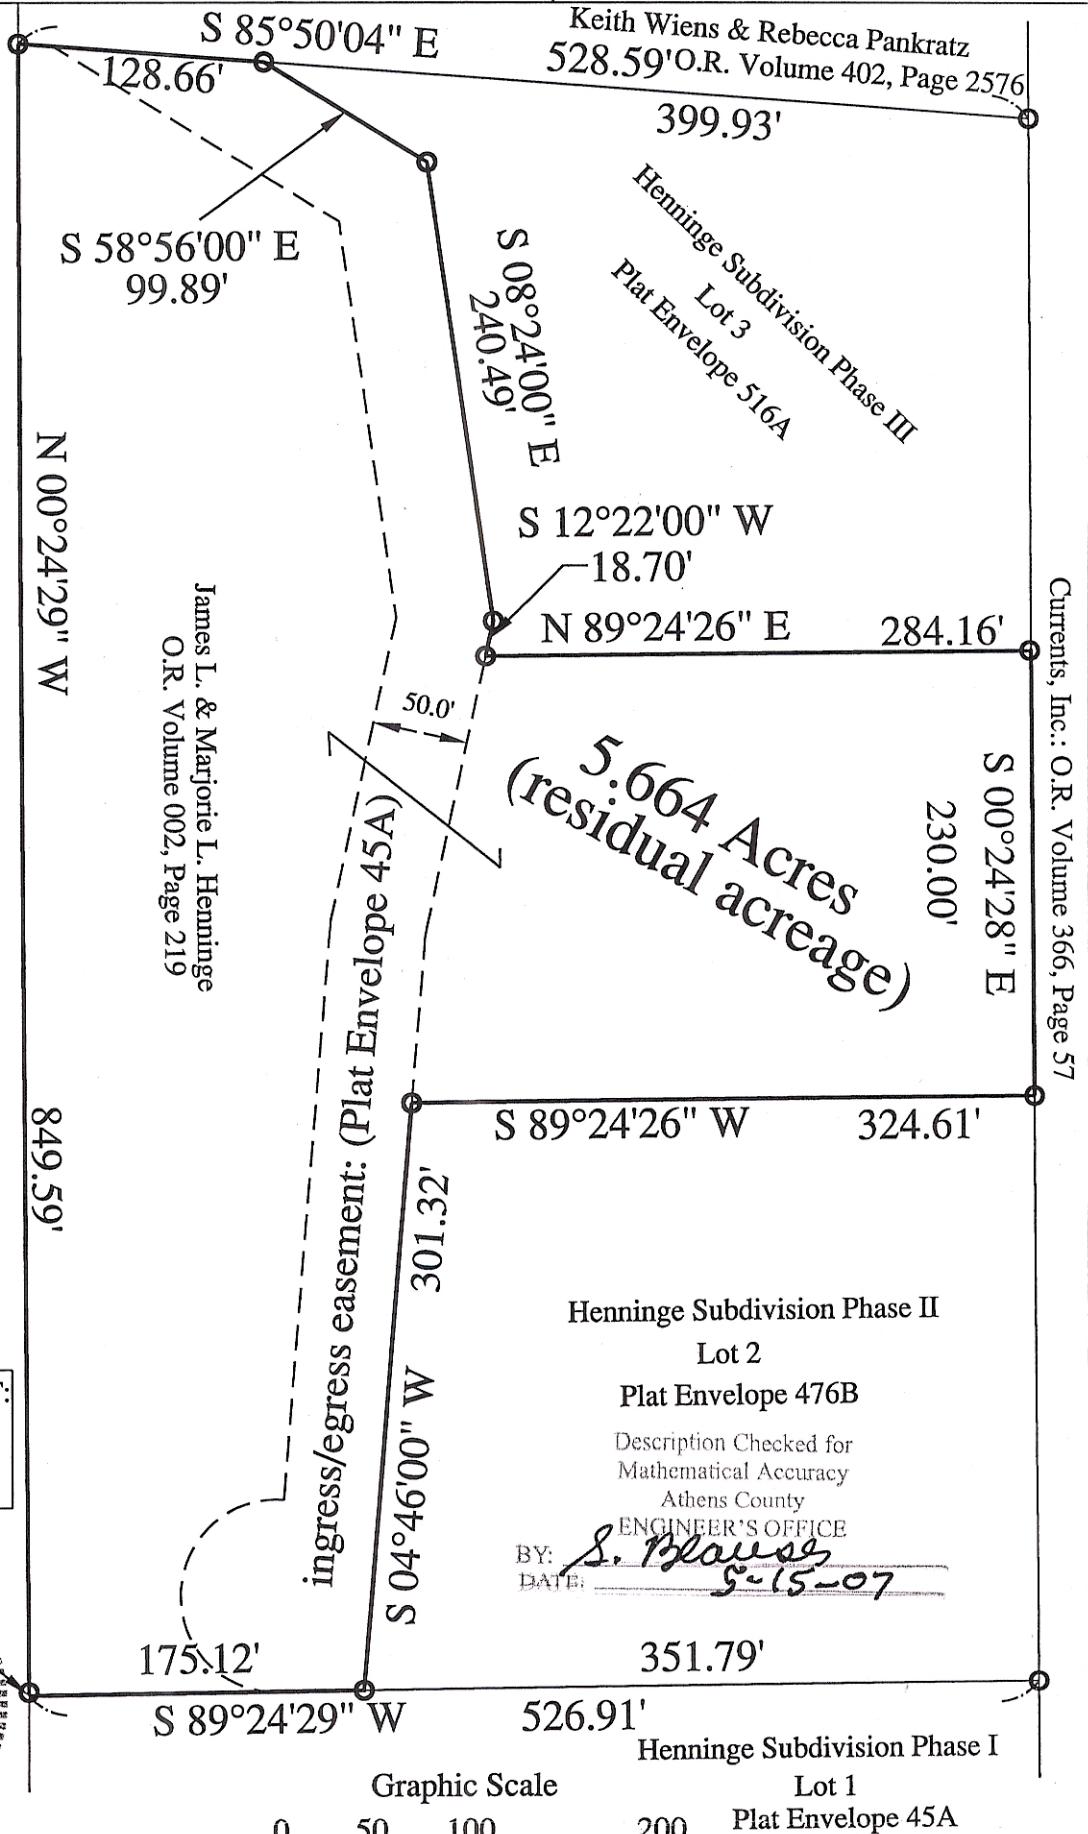 S 85°50'04" E
128.66'
Keith Wiens & Rebecca Pankratz
528.59' O.R. Volume 402, Page 2576
399.93'
S 58°56'00" E
99.89'
Henninge Subdivision Phase III
Lot 3
Plat Envelope 516A
S 08°24'00" E
240.49'
S 12°22'00" W
18.70'
N 89°24'26" E 284.16'
N 00°24'29" W 849.59'
James L. & Marjorie L. Henninge
O.R. Volume 002, Page 219
50.0'
5.664 Acres
(residual acreage)
Currents, Inc.: O.R. Volume 366, Page 57
S 00°24'28" E
230.00'
ingress/egress easement: (Plat Envelope 45A)
S 89°24'26" W 324.61'
S 04°46'00" W 301.32'
Henninge Subdivision Phase II
Lot 2
Plat Envelope 476B
Description Checked for
Mathematical Accuracy
Athens County
ENGINEER'S OFFICE
BY: S. Blauser
DATE: 5-15-07
175.12'
351.79'
S 89°24'29" W 526.91'
Henninge Subdivision Phase I
Lot 1
Plat Envelope 45A
Graphic Scale
0 50 100 200